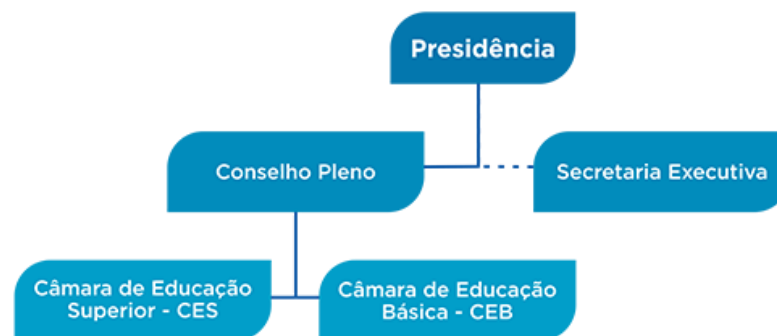 Presidência
Conselho Pleno
Secretaria Executiva
Câmara de Educação
Superior - CES
Câmara de Educação
Básica - CEB